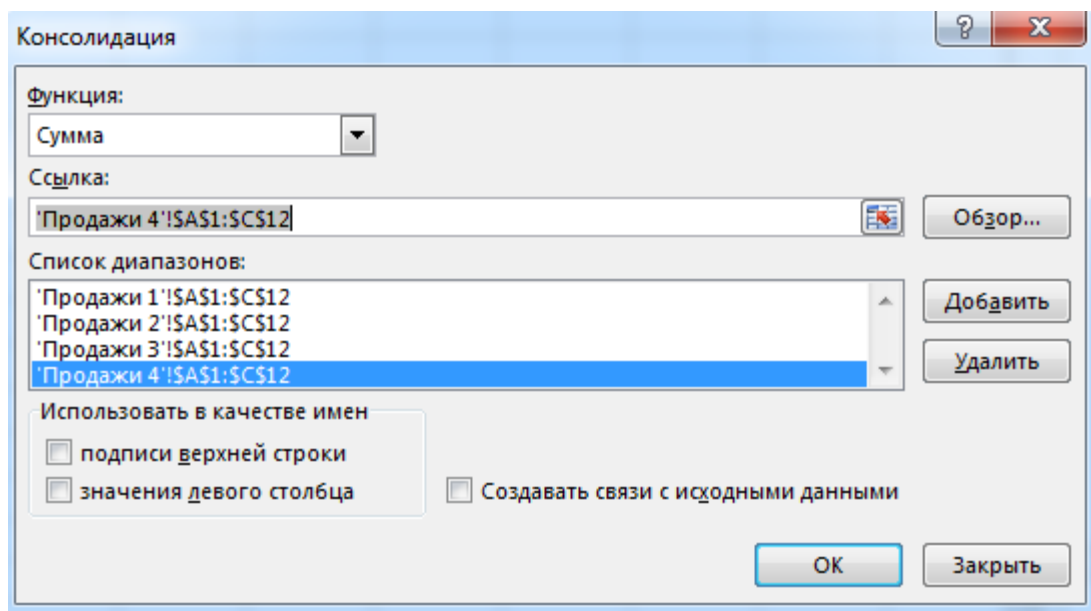 Консолидация
Функция:
Сумма
Ссылка:
'Продажи 4'!$A$1:$C$12
Обзор...
Список диапазонов:
'Продажи 1'!$A$1:$C$12
'Продажи 2'!$A$1:$C$12
'Продажи 3'!$A$1:$C$12
'Продажи 4'!$A$1:$C$12
Добавить
Удалить
Использовать в качестве имен
подписи верхней строки
значения левого столбца
Создавать связи с исходными данными
ОК
Закрыть